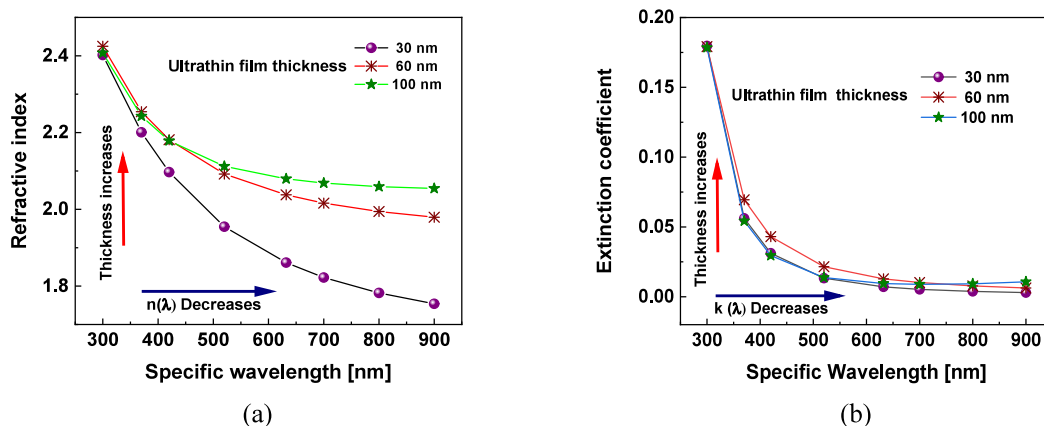 2.4
2.2
2.0
1.8
Refractive index
Ultrathin film thickness
30 nm
60 nm
100 nm
Thickness increases
n(λ) Decreases
300 400 500 600 700 800 900
Specific wavelength [nm]
(a)
0.20
0.15
0.10
0.05
0.00
Extinction coefficient
Ultrathin film thickness
30 nm
60 nm
100 nm
Thickness increases
k (λ) Decreases
300 400 500 600 700 800 900
Specific Wavelength [nm]
(b)